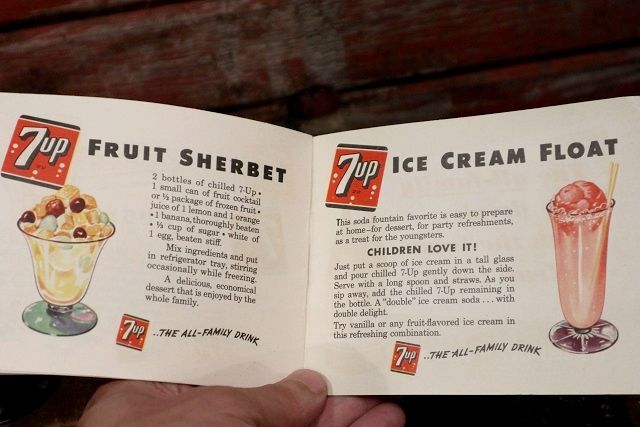 7up
FRUIT SHERBET
2 bottles of chilled 7-Up •
1 small can of fruit cocktail
or ½ package of frozen fruit •
juice of 1 lemon and 1 orange
• 1 banana, thoroughly beaten
• ⅓ cup of sugar • white of
1 egg, beaten stiff.
Mix ingredients and put
in refrigerator tray, stirring
occasionally while freezing.
A delicious, economical
dessert that is enjoyed by the
whole family.
7up
..THE ALL-FAMILY DRINK
7up
ICE CREAM FLOAT
This soda fountain favorite is easy to prepare
at home—for dessert, for party refreshments,
as a treat for the youngsters.
CHILDREN LOVE IT!
Just put a scoop of ice cream in a tall glass
and pour chilled 7-Up gently down the side.
Serve with a long spoon and straws. As you
sip away, add the chilled 7-Up remaining in
the bottle. A "double" ice cream soda . . . with
double delight.
Try vanilla or any fruit-flavored ice cream in
this refreshing combination.
7up
..THE ALL-FAMILY DRINK